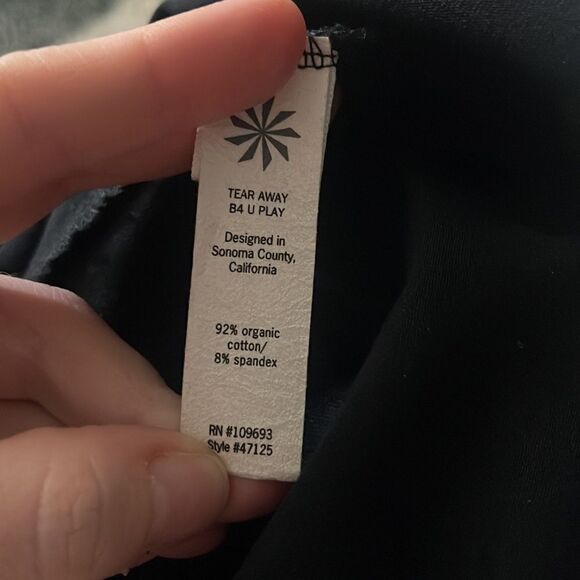 TEAR AWAY
B4 U PLAY
Designed in
Sonoma County,
California
92% organic
cotton/
8% spandex
RN #109693
Style #47125